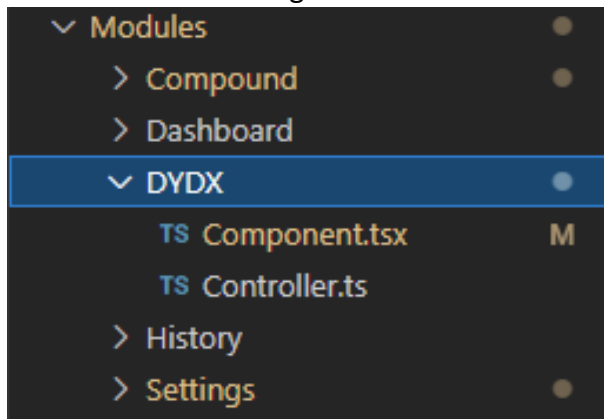 Modules
Compound
Dashboard
DYDX
TS Component.tsx M
TS Controller.ts
History
Settings